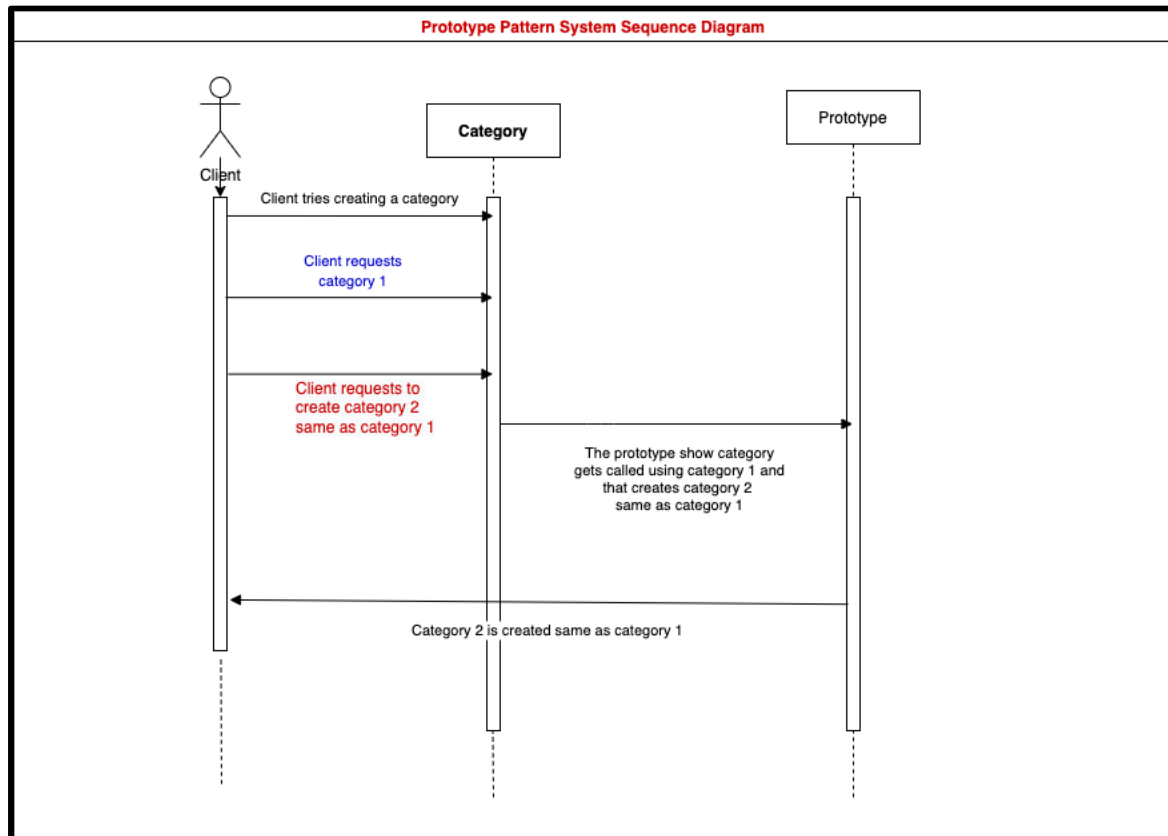 Prototype Pattern System Sequence Diagram
Client
Category
Prototype
Client tries creating a category
Client requests
category 1
Client requests to
create category 2
same as category 1
The prototype show category
gets called using category 1 and
that creates category 2
same as category 1
Category 2 is created same as category 1